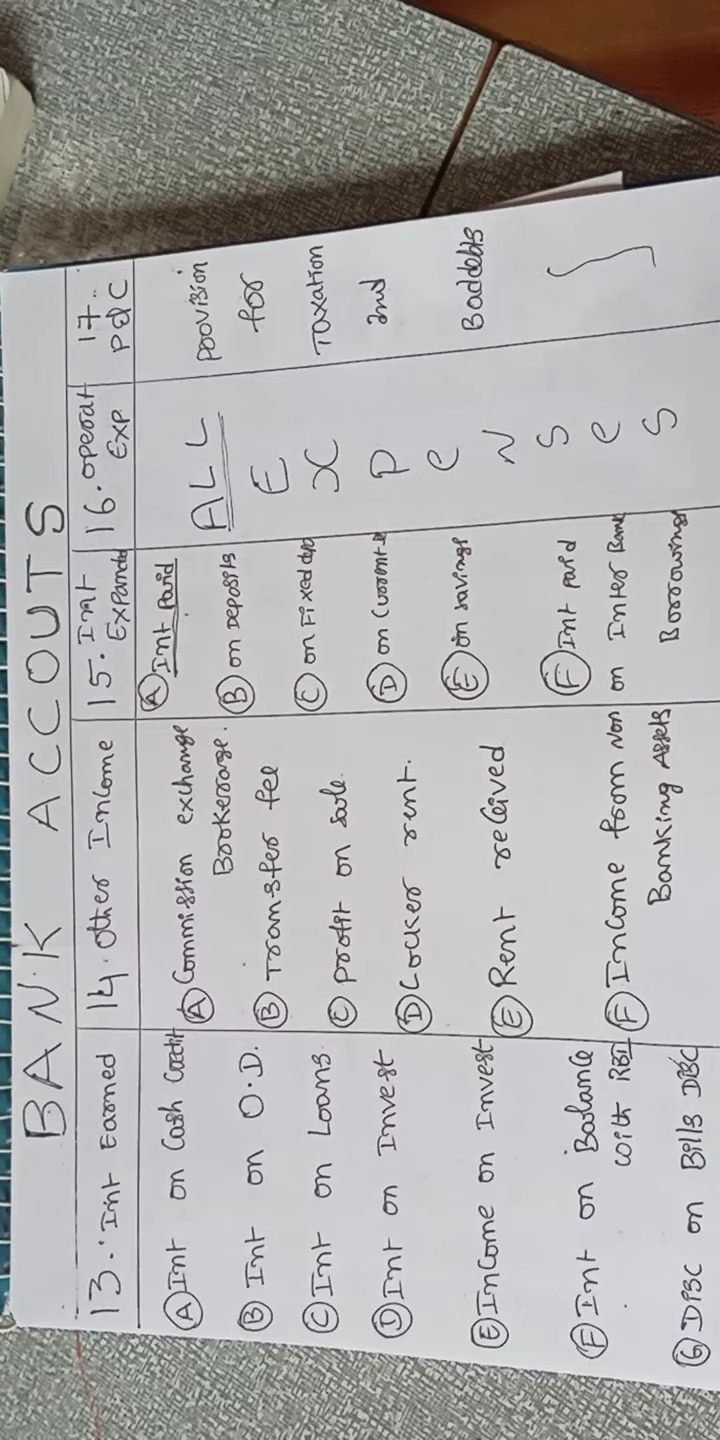 BANK ACCOUTS
13. Int Earned
Ⓐ Int on Cash Credit
Ⓑ Int on O.D.
Ⓒ Int on Loans
Ⓓ Int on Invest
Ⓔ Income on Invest
Ⓕ Int on Balance
with RBI
Ⓖ DISC on Bills DISC
14. Other Income
Ⓐ Commission exchange
Brokerage.
Ⓑ Transfer fee
Ⓒ profit on sale
Ⓓ Locker rent.
Ⓔ Rent received
Ⓕ Income from Non
Banking Assets
15. Int
Expanded
Ⓐ Int paid
Ⓑ on Deposits
Ⓒ on Fixed dep
Ⓓ on Current
Ⓔ on savings
Ⓕ Int paid
on Inter Bank
Borrowings
16. operat
Exp
ALL
E
X
P
e
N
S
e
S
17.
P&C
provision
for
Taxation
and
Baddebts